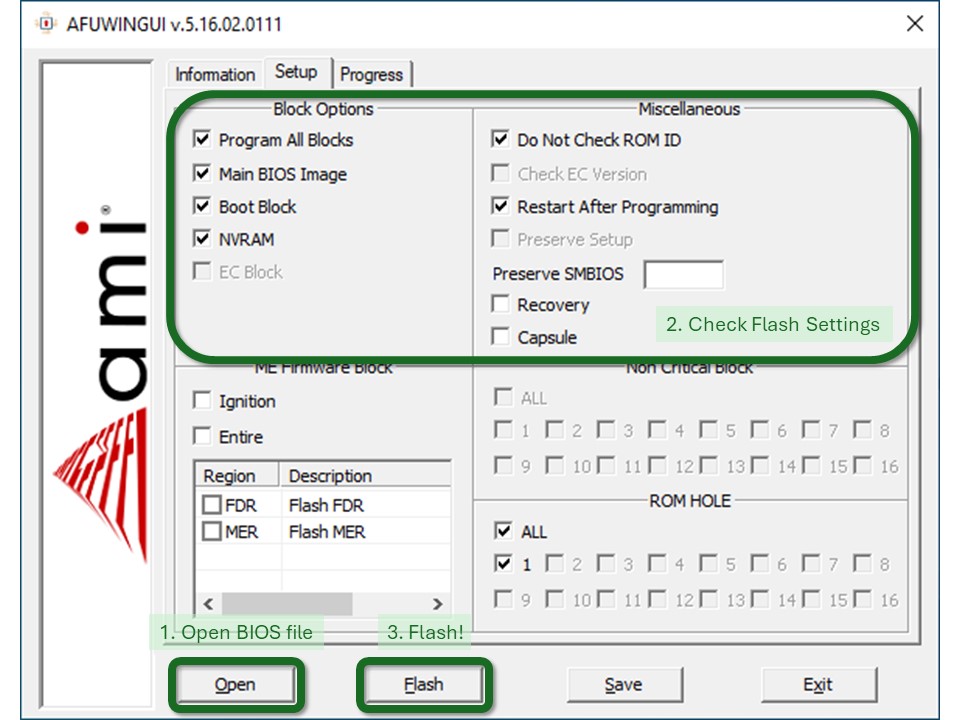 AFUWINGUI v.5.16.02.0111
ami®
Information Setup Progress
Block Options
Program All Blocks
Main BIOS Image
Boot Block
NVRAM
EC Block
Miscellaneous
Do Not Check ROM ID
Check EC Version
Restart After Programming
Preserve Setup
Preserve SMBIOS
Recovery
Capsule
2. Check Flash Settings
ME Firmware Block
Ignition
Entire
Region Description
FDR Flash FDR
MER Flash MER
Non Critical Block
ALL
1 2 3 4 5 6 7 8
9 10 11 12 13 14 15 16
ROM HOLE
ALL
1 2 3 4 5 6 7 8
9 10 11 12 13 14 15 16
1. Open BIOS file
3. Flash!
Open Flash Save Exit